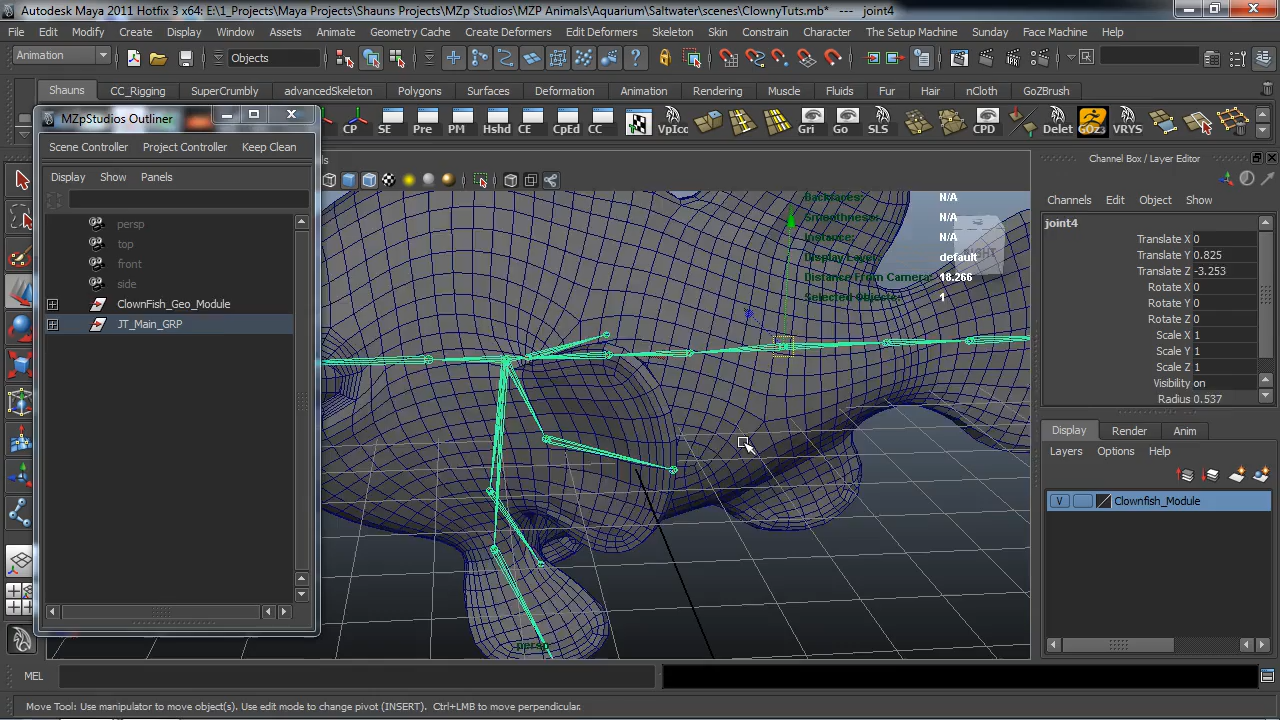 Autodesk Maya 2011 Hotfix 3 x64: E:\1_Projects\Maya Projects\Shauns Projects\MZp Studios\MZP Animals\Aquarium\Saltwater\scenes\ClownyTuts.mb* --- joint4
File Edit Modify Create Display Window Assets Animate Geometry Cache Create Deformers Edit Deformers Skeleton Skin Constrain Character The Setup Machine Sunday Face Machine Help
Animation Objects
Shauns CC_Rigging SuperCrumbly advancedSkeleton Polygons Surfaces Deformation Animation Rendering Muscle Fluids Fur Hair nCloth GoZBrush
CP SE Pre PM Hshd CE CpEd CC VpIcc Gri Go SLS CPD Delet GOZ3 VRYS
MZpStudios Outliner
Scene Controller Project Controller Keep Clean
Display Show Panels
persp
top
front
side
ClownFish_Geo_Module
JT_Main_GRP
Backfaces: N/A
Smoothness: N/A
Instance: N/A
Display Layer: default
Distance From Camera: 18.266
Selected Objects: 1
RIGHT
persp
Channel Box / Layer Editor
Channels Edit Object Show
joint4
Translate X 0
Translate Y 0.825
Translate Z -3.253
Rotate X 0
Rotate Y 0
Rotate Z 0
Scale X 1
Scale Y 1
Scale Z 1
Visibility on
Radius 0.537
Display Render Anim
Layers Options Help
V Clownfish_Module
MEL
Move Tool: Use manipulator to move object(s). Use edit mode to change pivot (INSERT). Ctrl+LMB to move perpendicular.